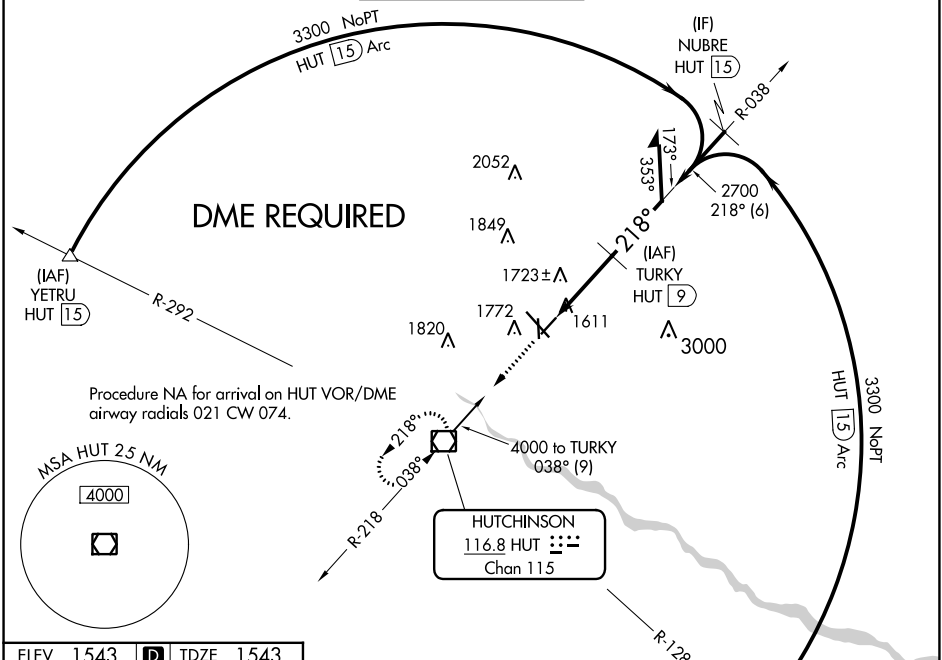 3300 NoPT
HUT 15 Arc
(IF)
NUBRE
HUT 15
R-038
173°
353°
2700
218° (6)
2052
DME REQUIRED
1849
218°
(IAF)
TURKY
HUT 9
1723±
(IAF)
YETRU
HUT 15
R-292
1772
1611
1820
3000
Procedure NA for arrival on HUT VOR/DME
airway radials 021 CW 074.
3300 NoPT
HUT 15 Arc
MSA HUT 25 NM
4000
218°
038°
4000 to TURKY
038° (9)
R-218
HUTCHINSON
116.8 HUT
Chan 115
R-128
ELEV 1543 D TDZE 1543